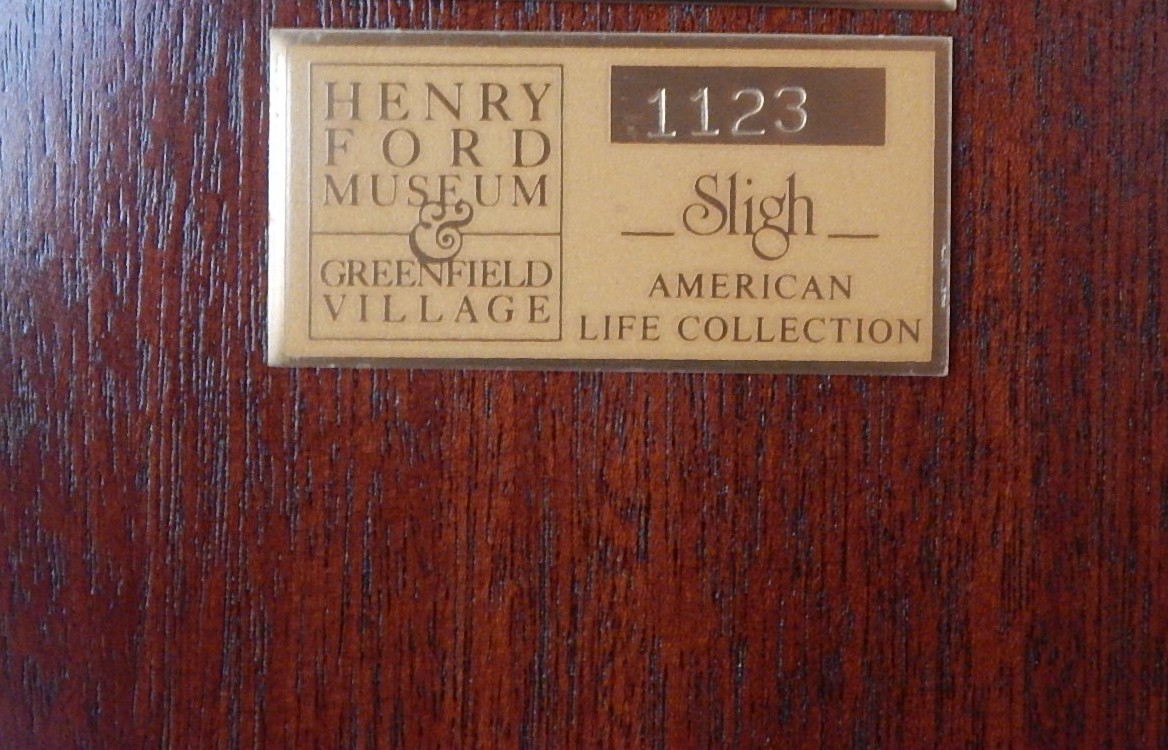 HENRY
FORD
MUSEUM
&
GREENFIELD
VILLAGE
1123
Sligh
AMERICAN
LIFE COLLECTION